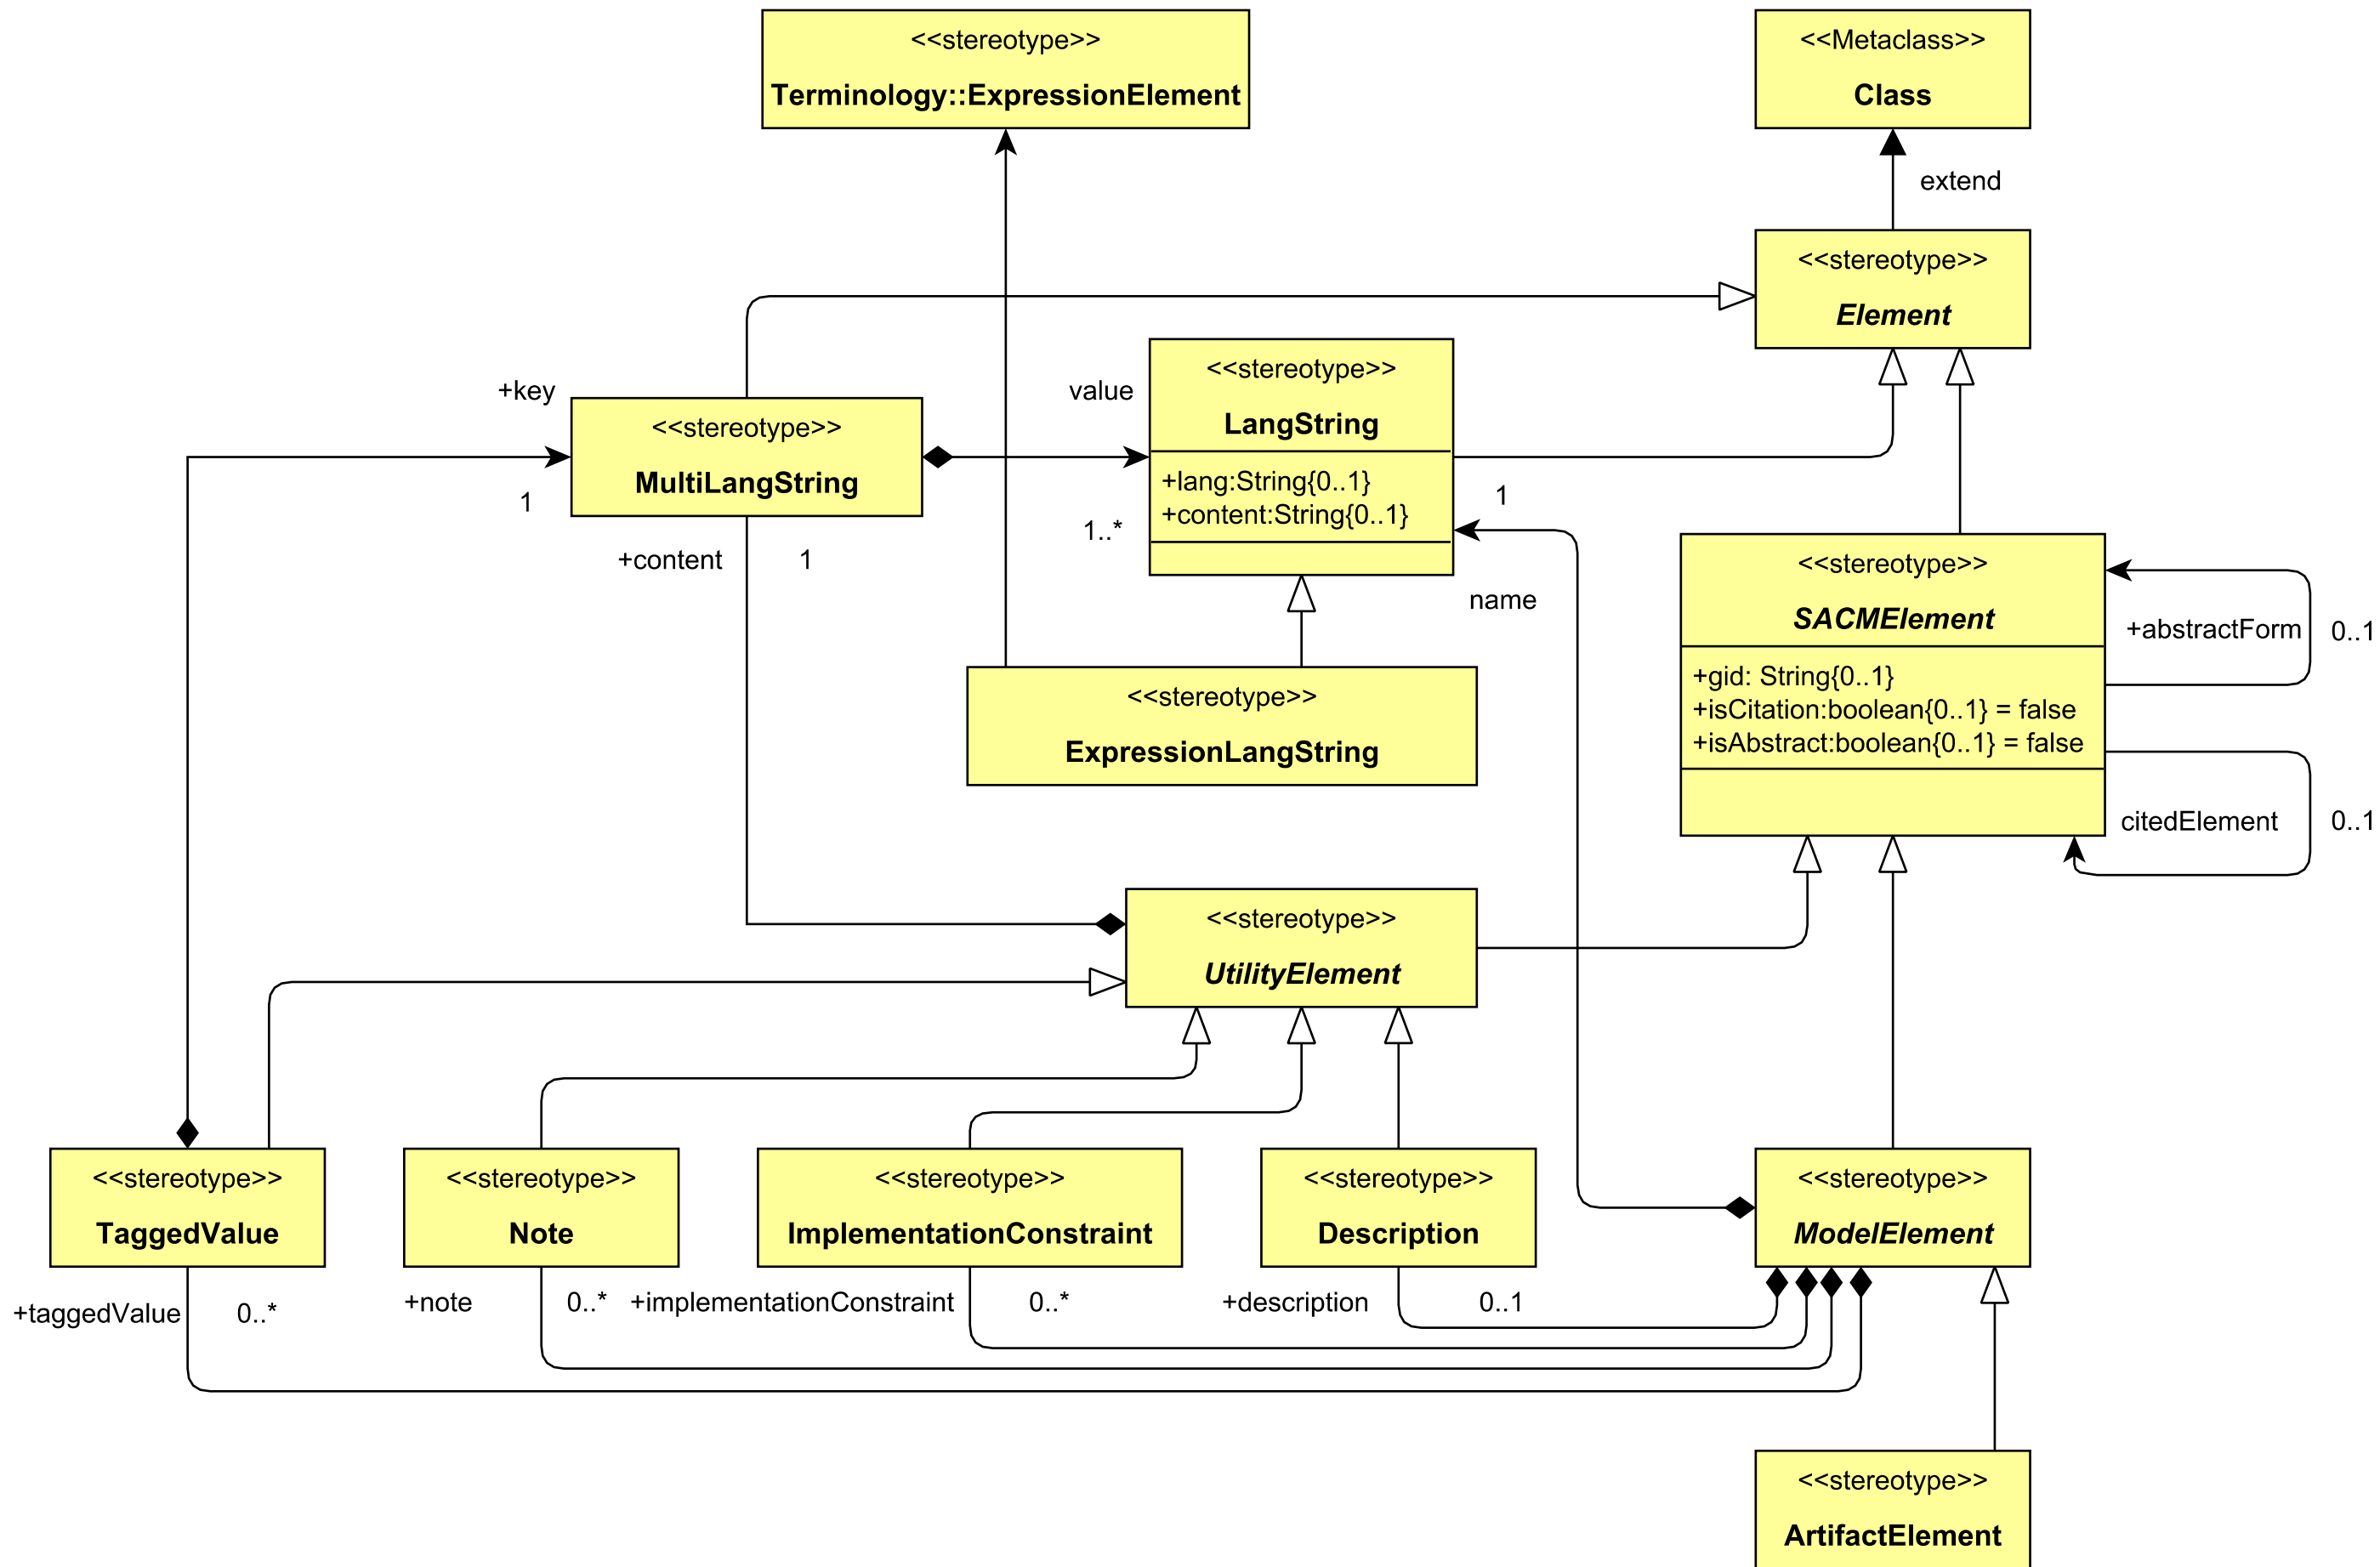 <<stereotype>>
Terminology::ExpressionElement
<<Metaclass>>
Class
extend
<<stereotype>>
Element
+key
value
<<stereotype>>
LangString
+lang:String{0..1}
+content:String{0..1}
<<stereotype>>
MultiLangString
1
1..*
1
+content
1
name
<<stereotype>>
SACMElement
+gid: String{0..1}
+isCitation:boolean{0..1} = false
+isAbstract:boolean{0..1} = false
+abstractForm
0..1
citedElement
0..1
<<stereotype>>
ExpressionLangString
<<stereotype>>
UtilityElement
<<stereotype>>
TaggedValue
<<stereotype>>
Note
<<stereotype>>
ImplementationConstraint
<<stereotype>>
Description
<<stereotype>>
ModelElement
+taggedValue
0..*
+note
0..*
+implementationConstraint
0..*
+description
0..1
<<stereotype>>
ArtifactElement